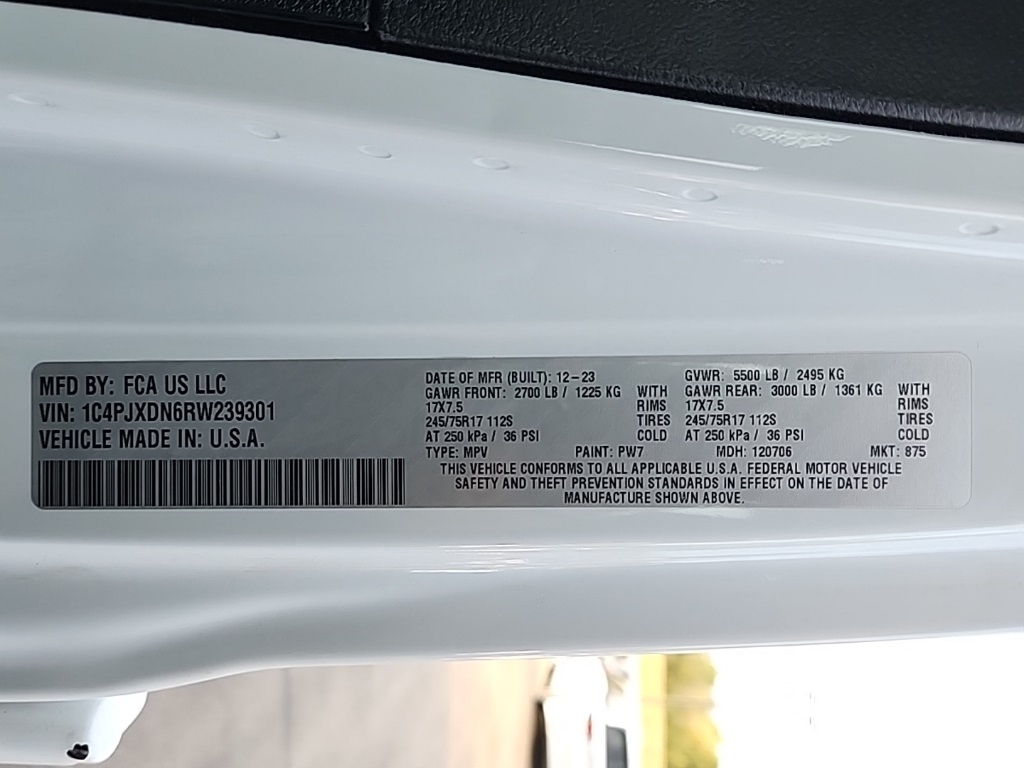 MFD BY: FCA US LLC
VIN: 1C4PJXDN6RW239301
VEHICLE MADE IN: U.S.A.
DATE OF MFR (BUILT): 12-23 GVWR: 5500 LB / 2495 KG
GAWR FRONT: 2700 LB / 1225 KG WITH GAWR REAR: 3000 LB / 1361 KG WITH
17X7.5 RIMS 17X7.5 RIMS
245/75R17 112S TIRES 245/75R17 112S TIRES
AT 250 kPa / 36 PSI COLD AT 250 kPa / 36 PSI COLD
TYPE: MPV PAINT: PW7 MDH: 120706 MKT: 875
THIS VEHICLE CONFORMS TO ALL APPLICABLE U.S.A. FEDERAL MOTOR VEHICLE
SAFETY AND THEFT PREVENTION STANDARDS IN EFFECT ON THE DATE OF
MANUFACTURE SHOWN ABOVE.